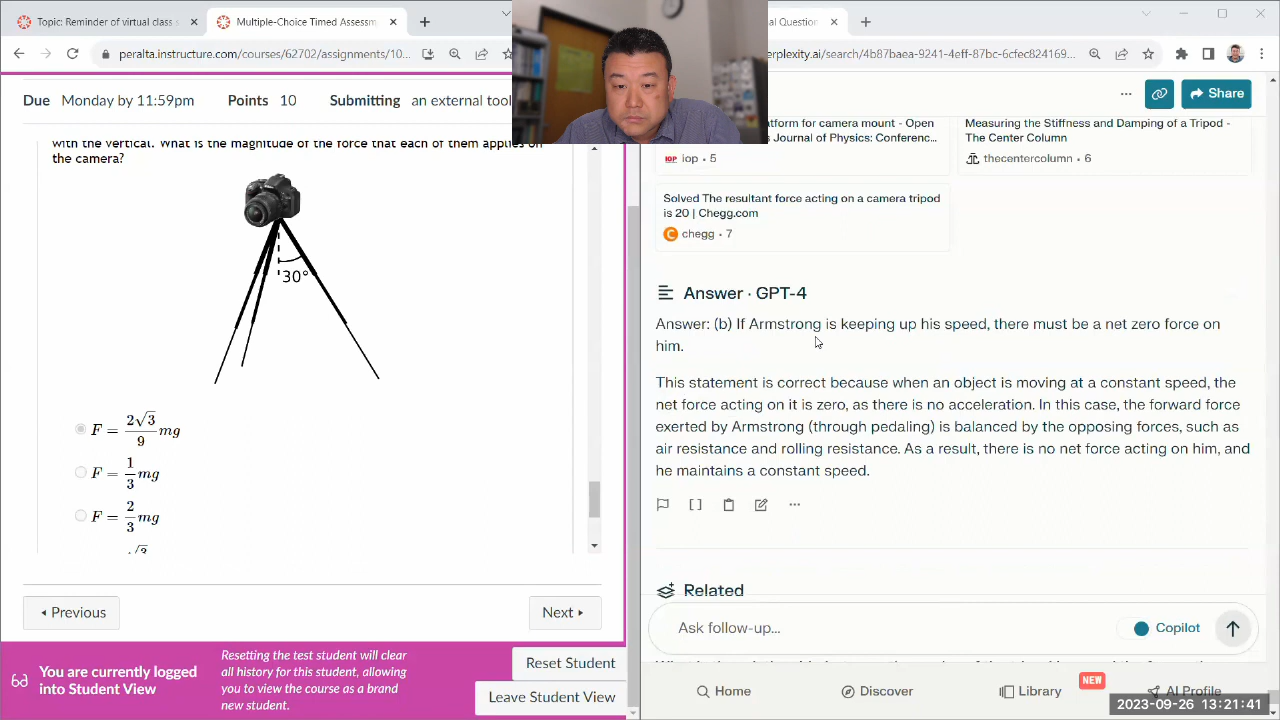 Topic: Reminder of virtual class s
Multiple-Choice Timed Assessm
al Question
peralta.instructure.com/courses/62702/assignments/10...
erplexity.ai/search/4b87baea-9241-4eff-87bc-6cfec824169...
Due Monday by 11:59pm Points 10 Submitting an external tool
with the vertical. What is the magnitude of the force that each of them applies on
the camera?
30°
F = 2√3/9 mg
F = 1/3 mg
F = 2/3 mg
Previous
Next
You are currently logged
into Student View
Resetting the test student will clear
all history for this student, allowing
you to view the course as a brand
new student.
Reset Student
Leave Student View
Share
atform for camera mount - Open
s Journal of Physics: Conferenc...
IOP iop • 5
Measuring the Stiffness and Damping of a Tripod -
The Center Column
thecentercolumn • 6
Solved The resultant force acting on a camera tripod
is 20 | Chegg.com
C chegg • 7
Answer · GPT-4
Answer: (b) If Armstrong is keeping up his speed, there must be a net zero force on
him.
This statement is correct because when an object is moving at a constant speed, the
net force acting on it is zero, as there is no acceleration. In this case, the forward force
exerted by Armstrong (through pedaling) is balanced by the opposing forces, such as
air resistance and rolling resistance. As a result, there is no net force acting on him, and
he maintains a constant speed.
Related
Ask follow-up...
Copilot
Home
Discover
Library
NEW
AI Profile
2023-09-26 13:21:41